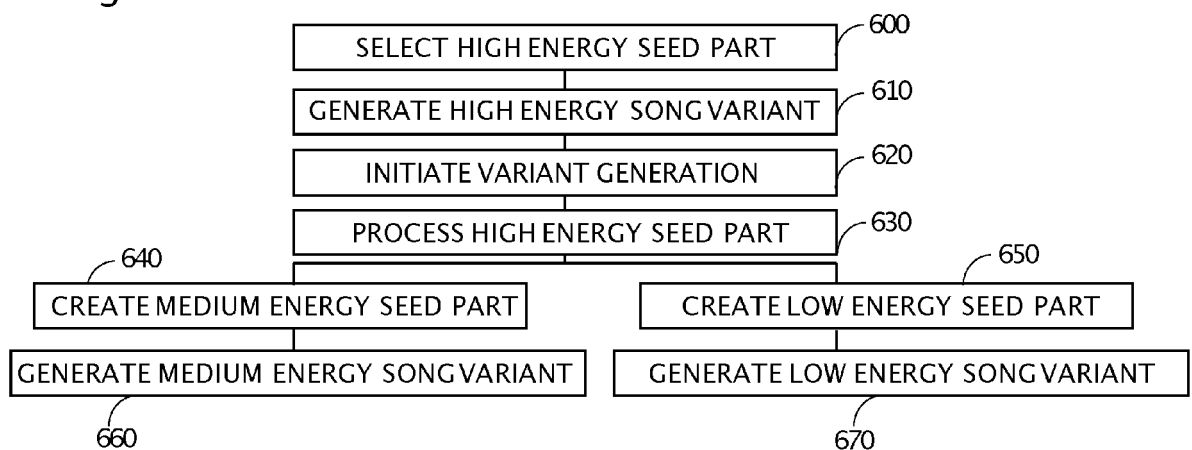 600
SELECT HIGH ENERGY SEED PART
610
GENERATE HIGH ENERGY SONG VARIANT
620
INITIATE VARIANT GENERATION
630
PROCESS HIGH ENERGY SEED PART
640
650
CREATE MEDIUM ENERGY SEED PART
CREATE LOW ENERGY SEED PART
GENERATE MEDIUM ENERGY SONG VARIANT
GENERATE LOW ENERGY SONG VARIANT
660
670